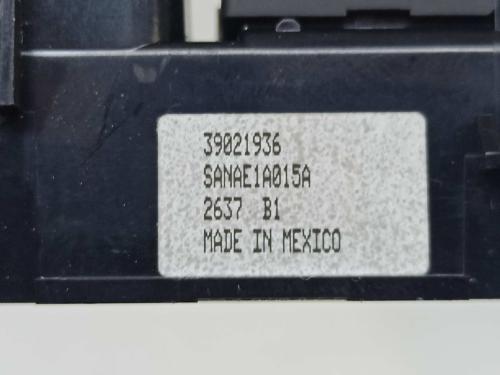 39021936
SANAE1A015A
2637 B1
MADE IN MEXICO